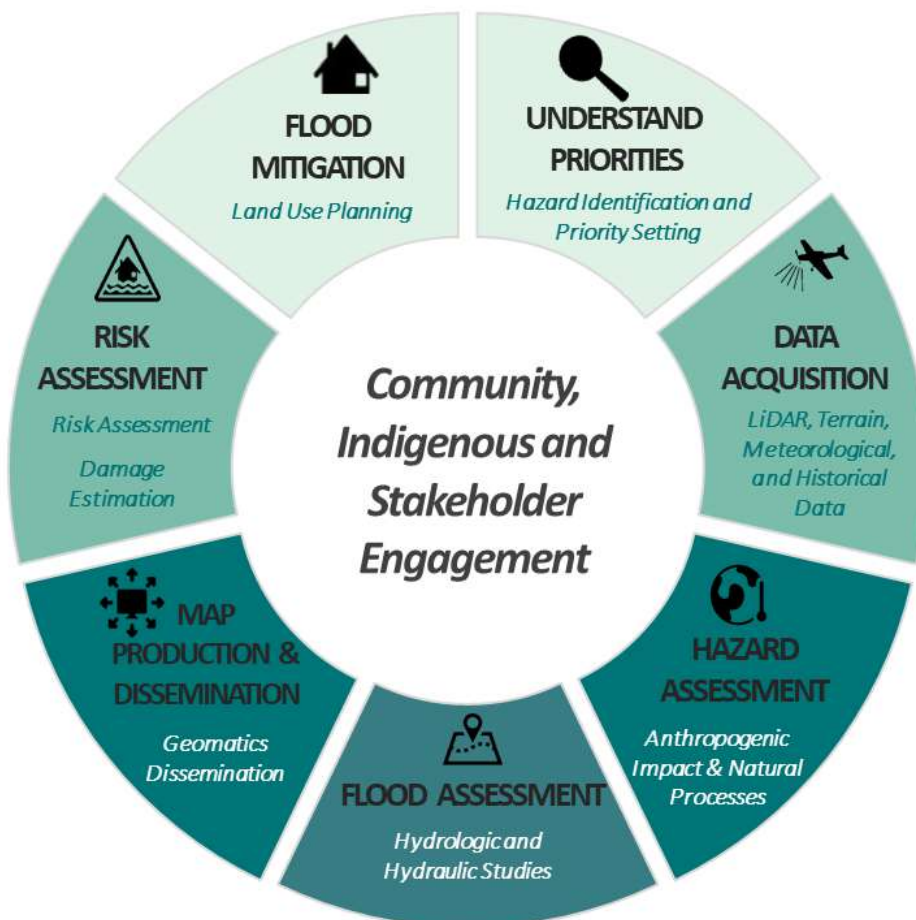 FLOOD
MITIGATION
Land Use Planning
UNDERSTAND
PRIORITIES
Hazard Identification and
Priority Setting
DATA
ACQUISITION
LiDAR, Terrain,
Meteorological,
and Historical
Data
HAZARD
ASSESSMENT
Anthropogenic
Impact & Natural
Processes
FLOOD ASSESSMENT
Hydrologic and
Hydraulic Studies
MAP
PRODUCTION &
DISSEMINATION
Geomatics
Dissemination
RISK
ASSESSMENT
Risk Assessment
Damage
Estimation
Community,
Indigenous and
Stakeholder
Engagement